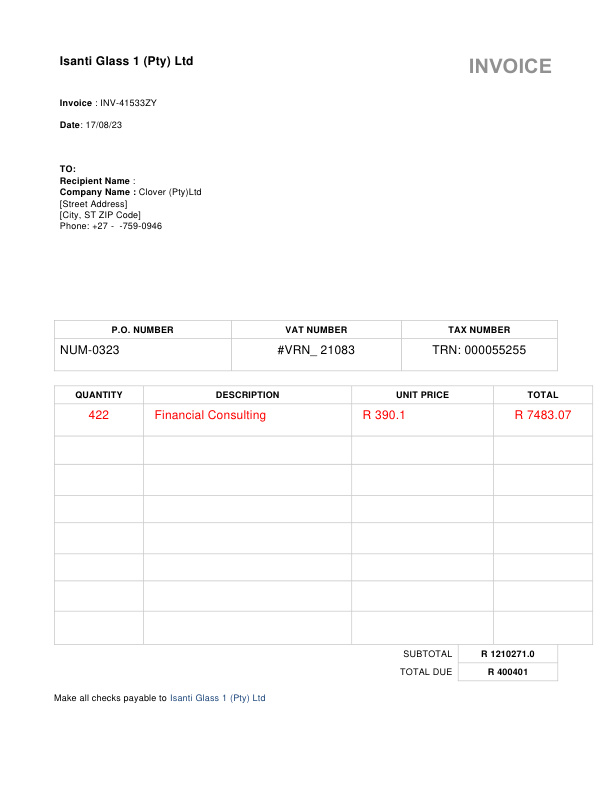 Isanti Glass 1 (Pty) Ltd
INVOICE
Invoice : INV-41533ZY
Date: 17/08/23
TO:
Recipient Name :
Company Name : Clover (Pty)Ltd
[Street Address]
[City, ST ZIP Code]
Phone: +27 - -759-0946
P.O. NUMBER VAT NUMBER TAX NUMBER
NUM-0323 #VRN_ 21083 TRN: 000055255
QUANTITY DESCRIPTION UNIT PRICE TOTAL
422 Financial Consulting R 390.1 R 7483.07
SUBTOTAL R 1210271.0
TOTAL DUE R 400401
Make all checks payable to Isanti Glass 1 (Pty) Ltd